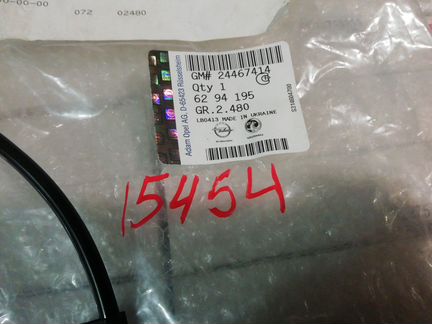 00-00-00
072 02480
Adam Opel AG, D-65423 Rüsselsheim
GM# 24467414
Qty 1
62 94 195
GR.2.480
LB0413 MADE IN UKRAINE
15454